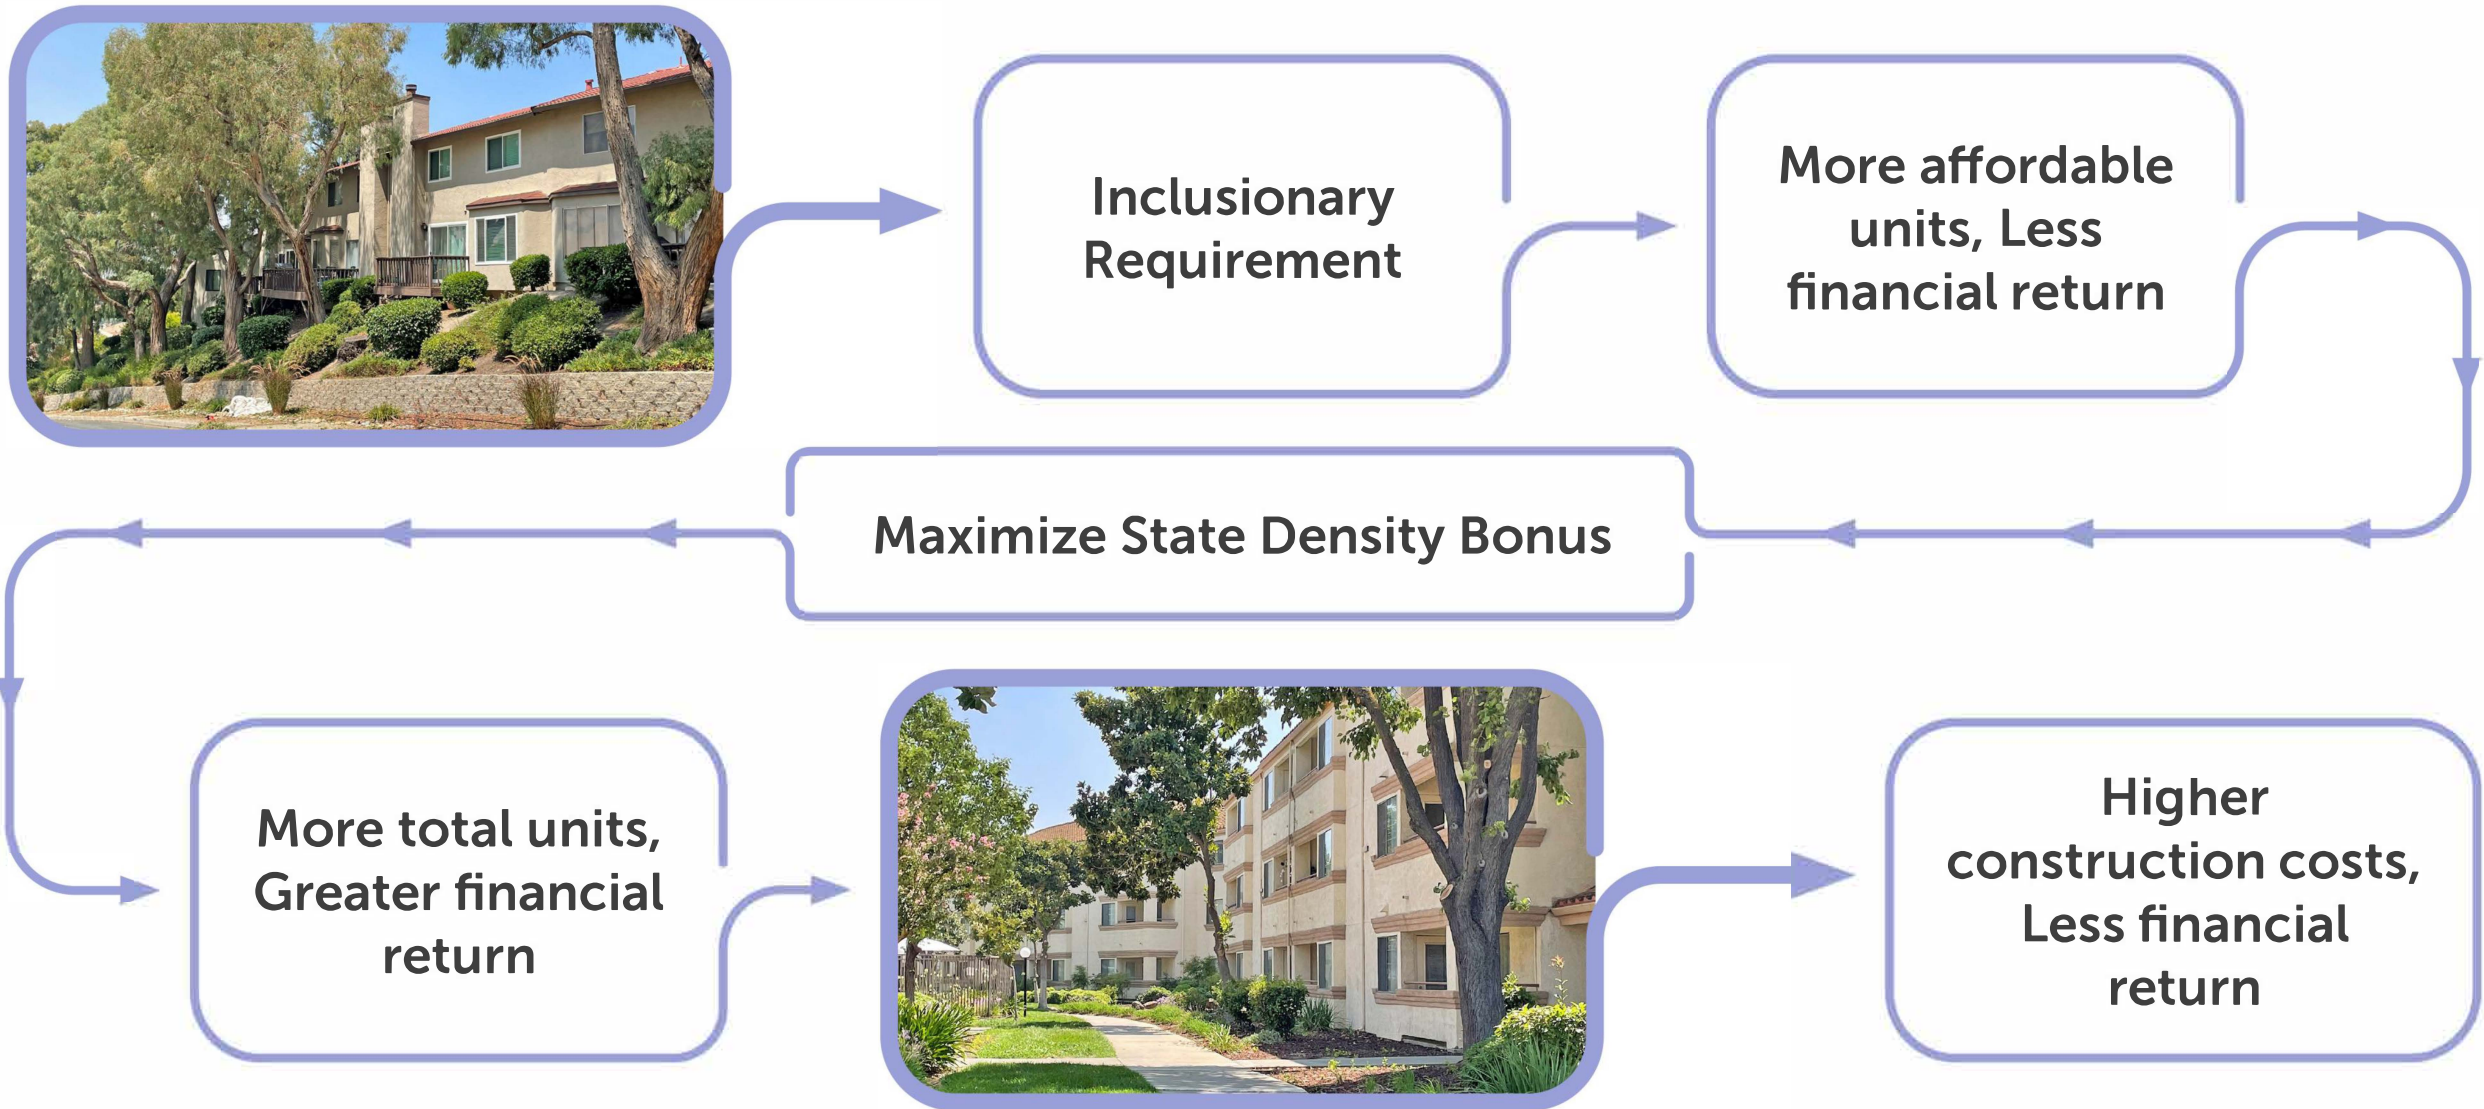 Inclusionary
Requirement
More affordable
units, Less
financial return
Maximize State Density Bonus
More total units,
Greater financial
return
Higher
construction costs,
Less financial
return